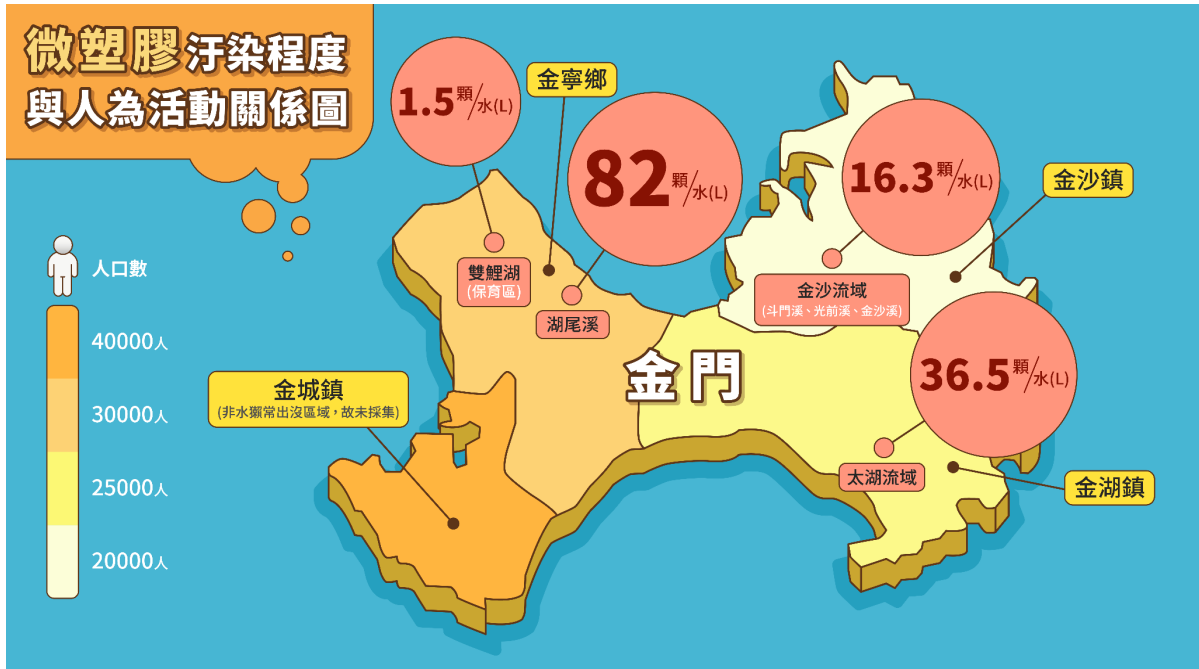 微塑膠汙染程度
與人為活動關係圖
人口數
40000人
30000人
25000人
20000人
1.5顆/水(L)
金寧鄉
82顆/水(L)
16.3顆/水(L)
金沙鎮
雙鯉湖
(保育區)
湖尾溪
金沙流域
(斗門溪、光前溪、金沙溪)
金門
36.5顆/水(L)
金城鎮
(非水獺常出沒區域,故未採集)
太湖流域
金湖鎮